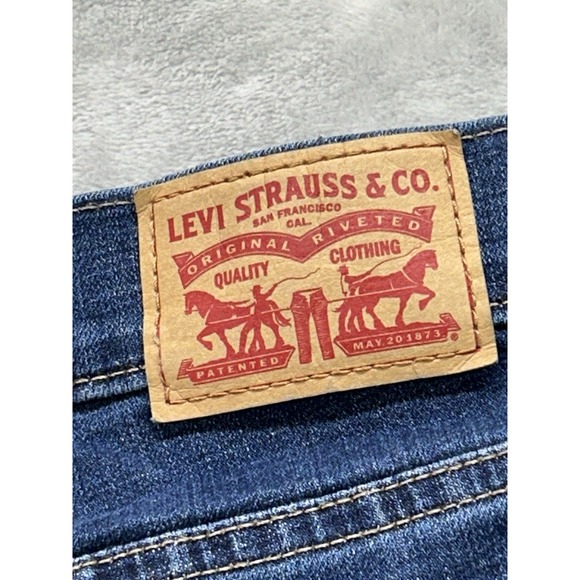 LEVI STRAUSS & CO.
SAN FRANCISCO
CAL.
ORIGINAL RIVETED
QUALITY CLOTHING
PATENTED MAY.20 1873
®